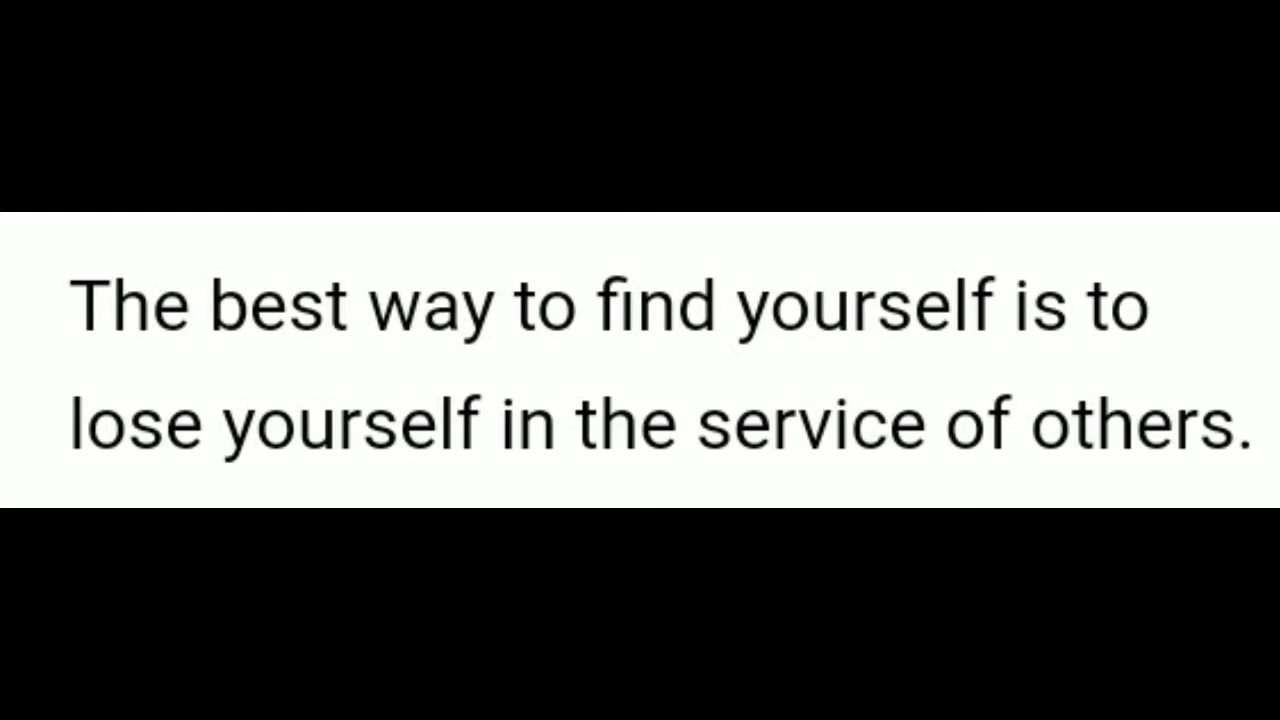 The best way to find yourself is to
lose yourself in the service of others.